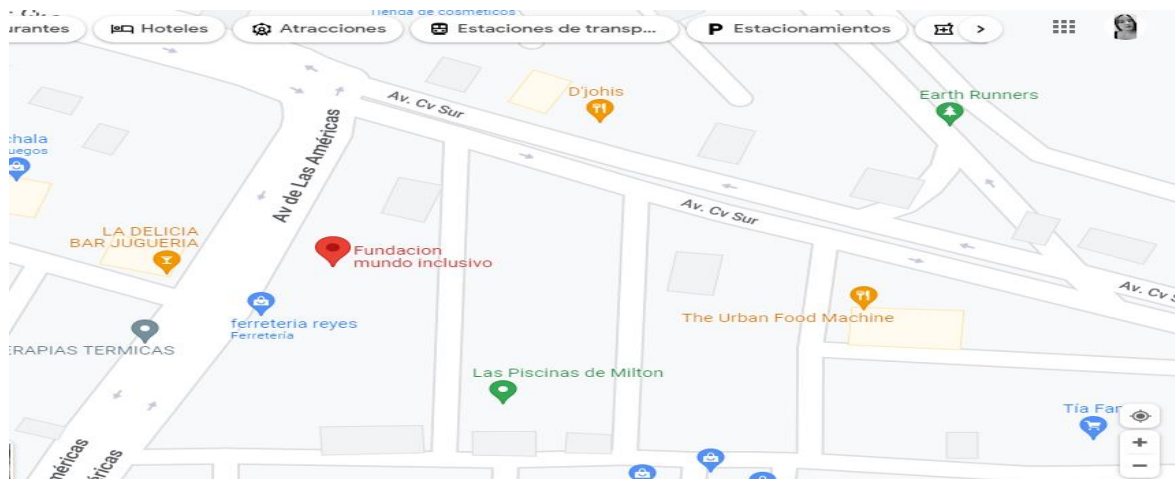 Tienda de cosméticos
urantes
Hoteles
Atracciones
Estaciones de transp...
P Estacionamientos
D'johis
Earth Runners
Av. Cv Sur
chala
uegos
Av de Las Américas
Av. Cv Sur
LA DELICIA
BAR JUGUERIA
Fundacion
mundo inclusivo
Av. Cv S
ferreteria reyes
Ferretería
The Urban Food Machine
ERAPIAS TERMICAS
Las Piscinas de Milton
Tía Far
méricas
éricas